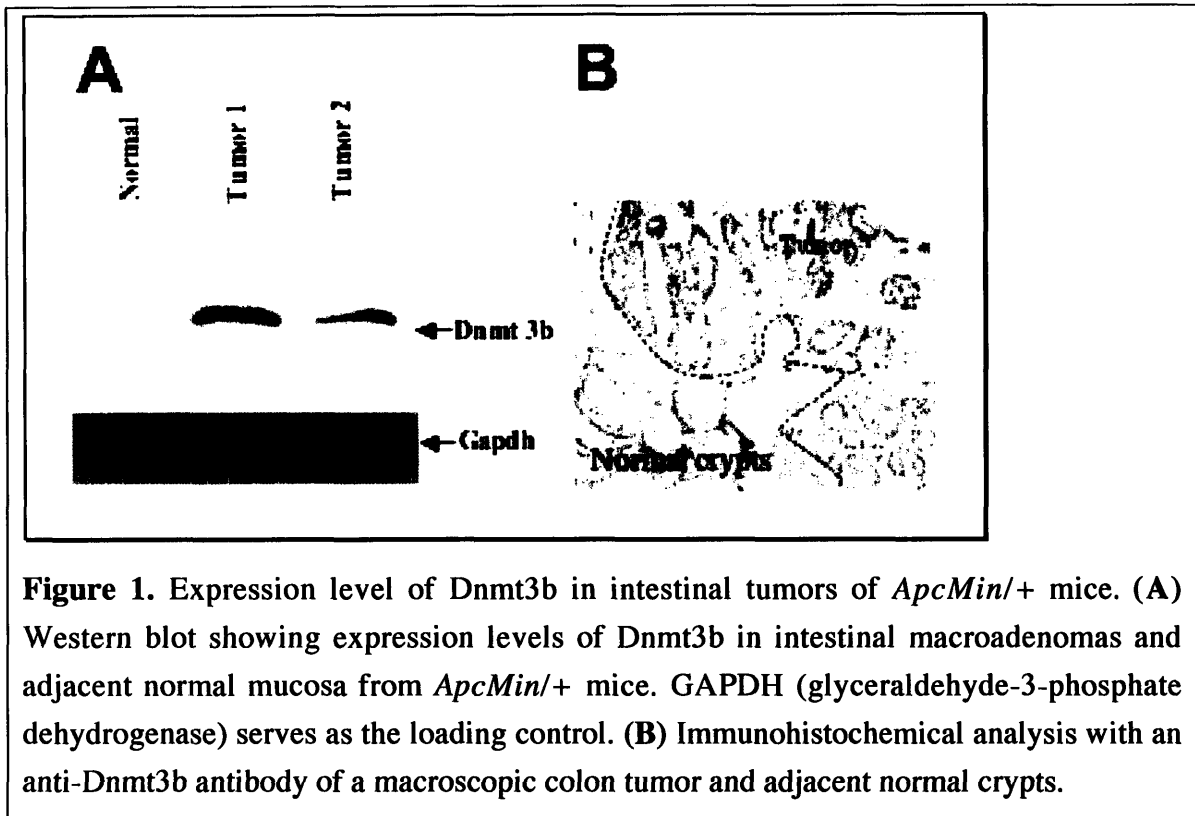 A
B
Normal
Tumor 1
Tumor 2
Tumor
Dnmt 3b
Gapdh
Normal crypts
Figure 1. Expression level of Dnmt3b in intestinal tumors of ApcMin/+ mice. (A)
Western blot showing expression levels of Dnmt3b in intestinal macroadenomas and
adjacent normal mucosa from ApcMin/+ mice. GAPDH (glyceraldehyde-3-phosphate
dehydrogenase) serves as the loading control. (B) Immunohistochemical analysis with an
anti-Dnmt3b antibody of a macroscopic colon tumor and adjacent normal crypts.